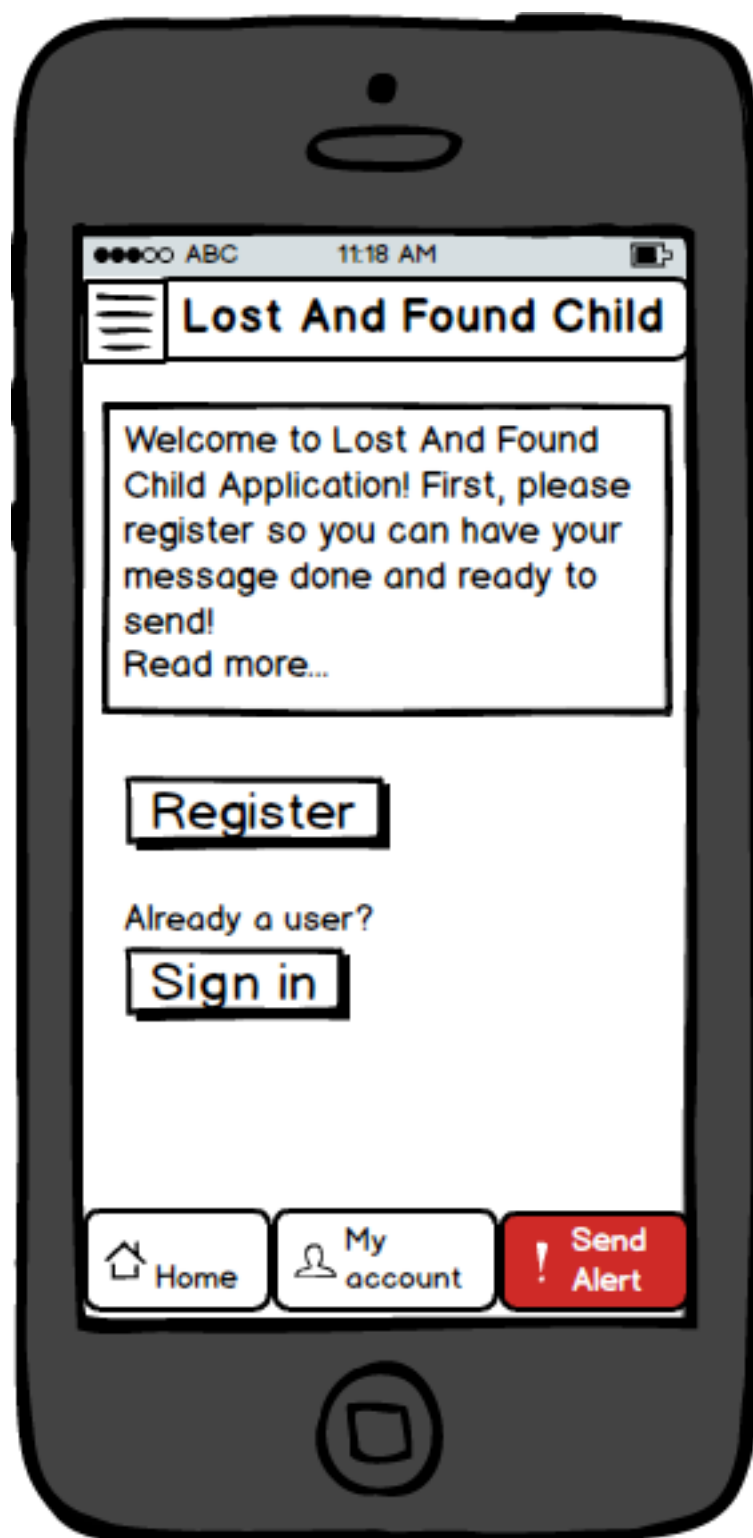 ABC 11:18 AM
Lost And Found Child
Welcome to Lost And Found
Child Application! First, please
register so you can have your
message done and ready to
send!
Read more...
Register
Already a user?
Sign in
Home
My
account
! Send
Alert